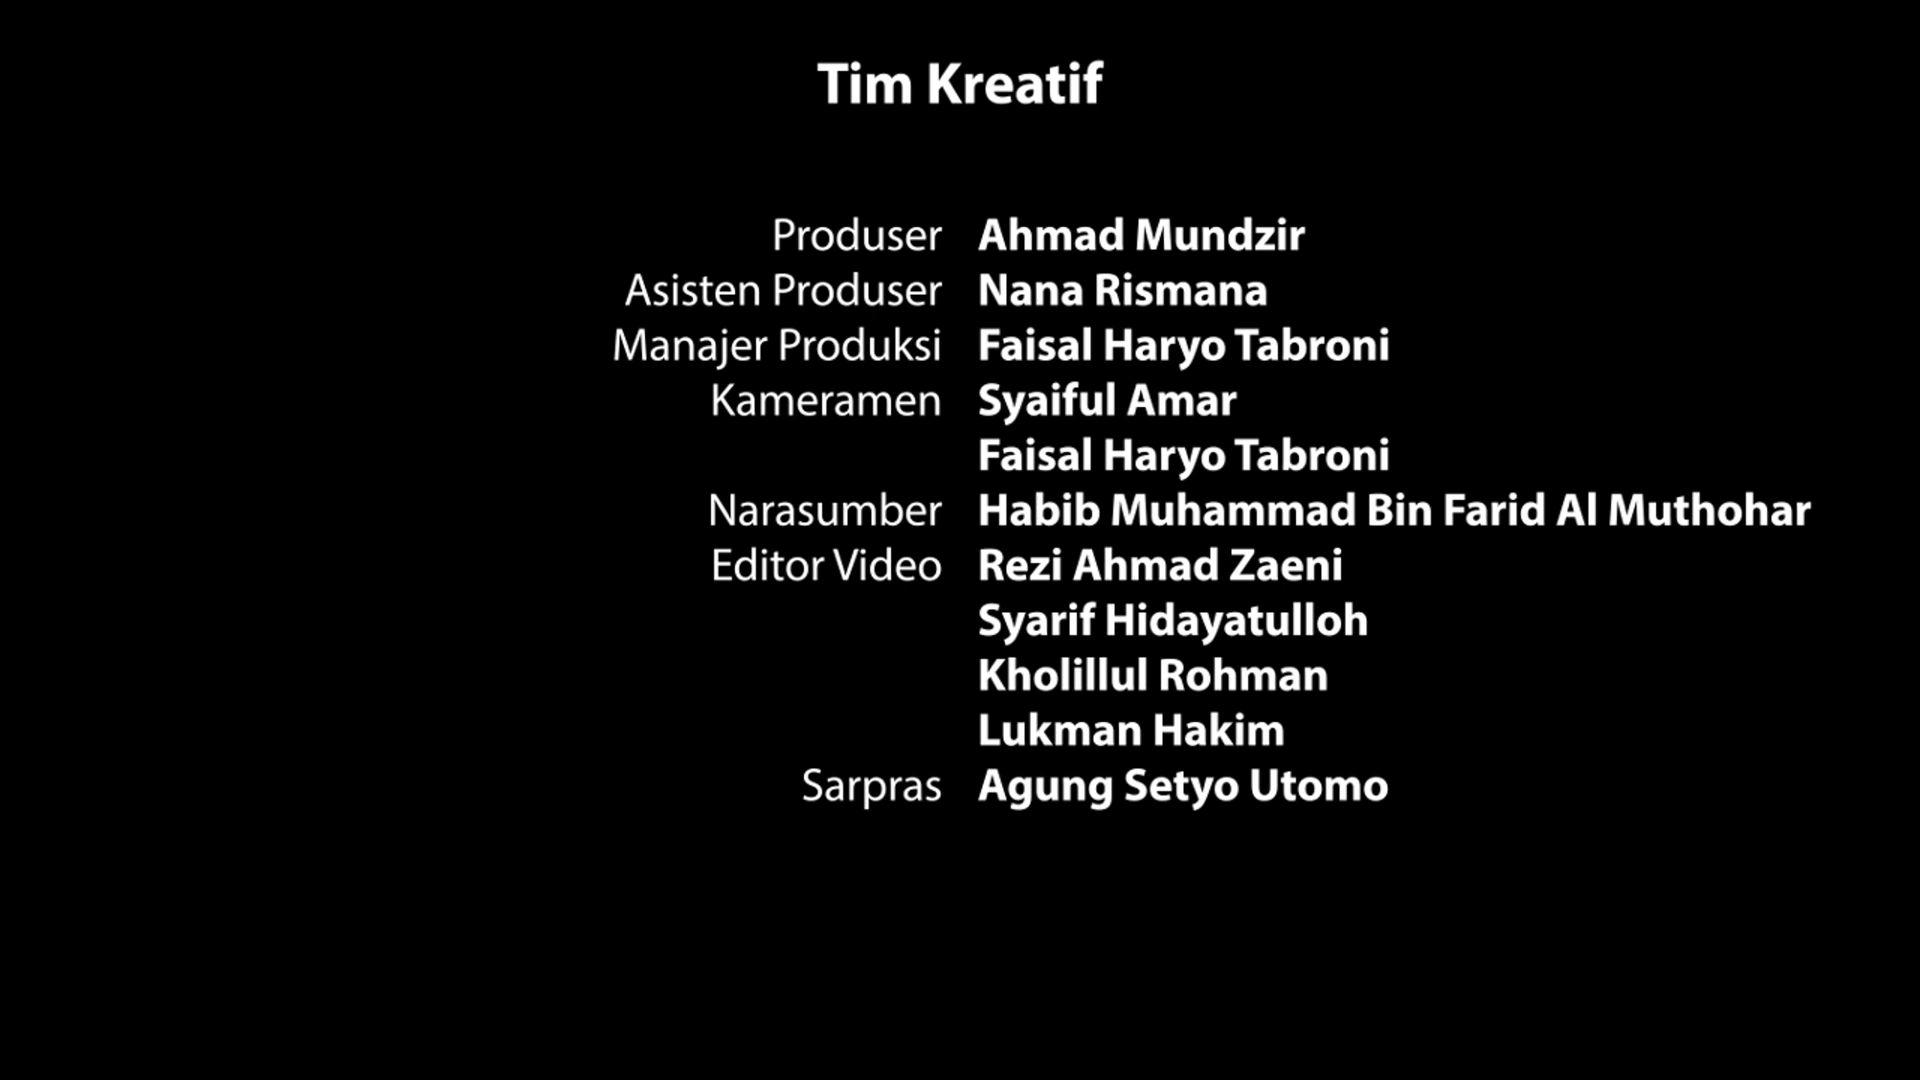 Tim Kreatif
Produser Ahmad Mundzir
Asisten Produser Nana Rismana
Manajer Produksi Faisal Haryo Tabroni
Kameramen Syaiful Amar
Faisal Haryo Tabroni
Narasumber Habib Muhammad Bin Farid Al Muthohar
Editor Video Rezi Ahmad Zaeni
Syarif Hidayatulloh
Kholillul Rohman
Lukman Hakim
Sarpras Agung Setyo Utomo